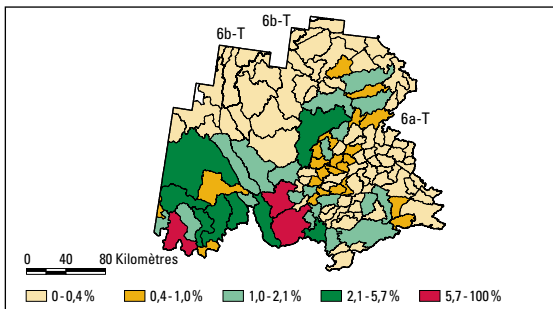 6b-T
6b-T
6a-T
0 40 80 Kilomètres
0 - 0,4 % 0,4 - 1,0 % 1,0 - 2,1 % 2,1 - 5,7 % 5,7 - 100 %